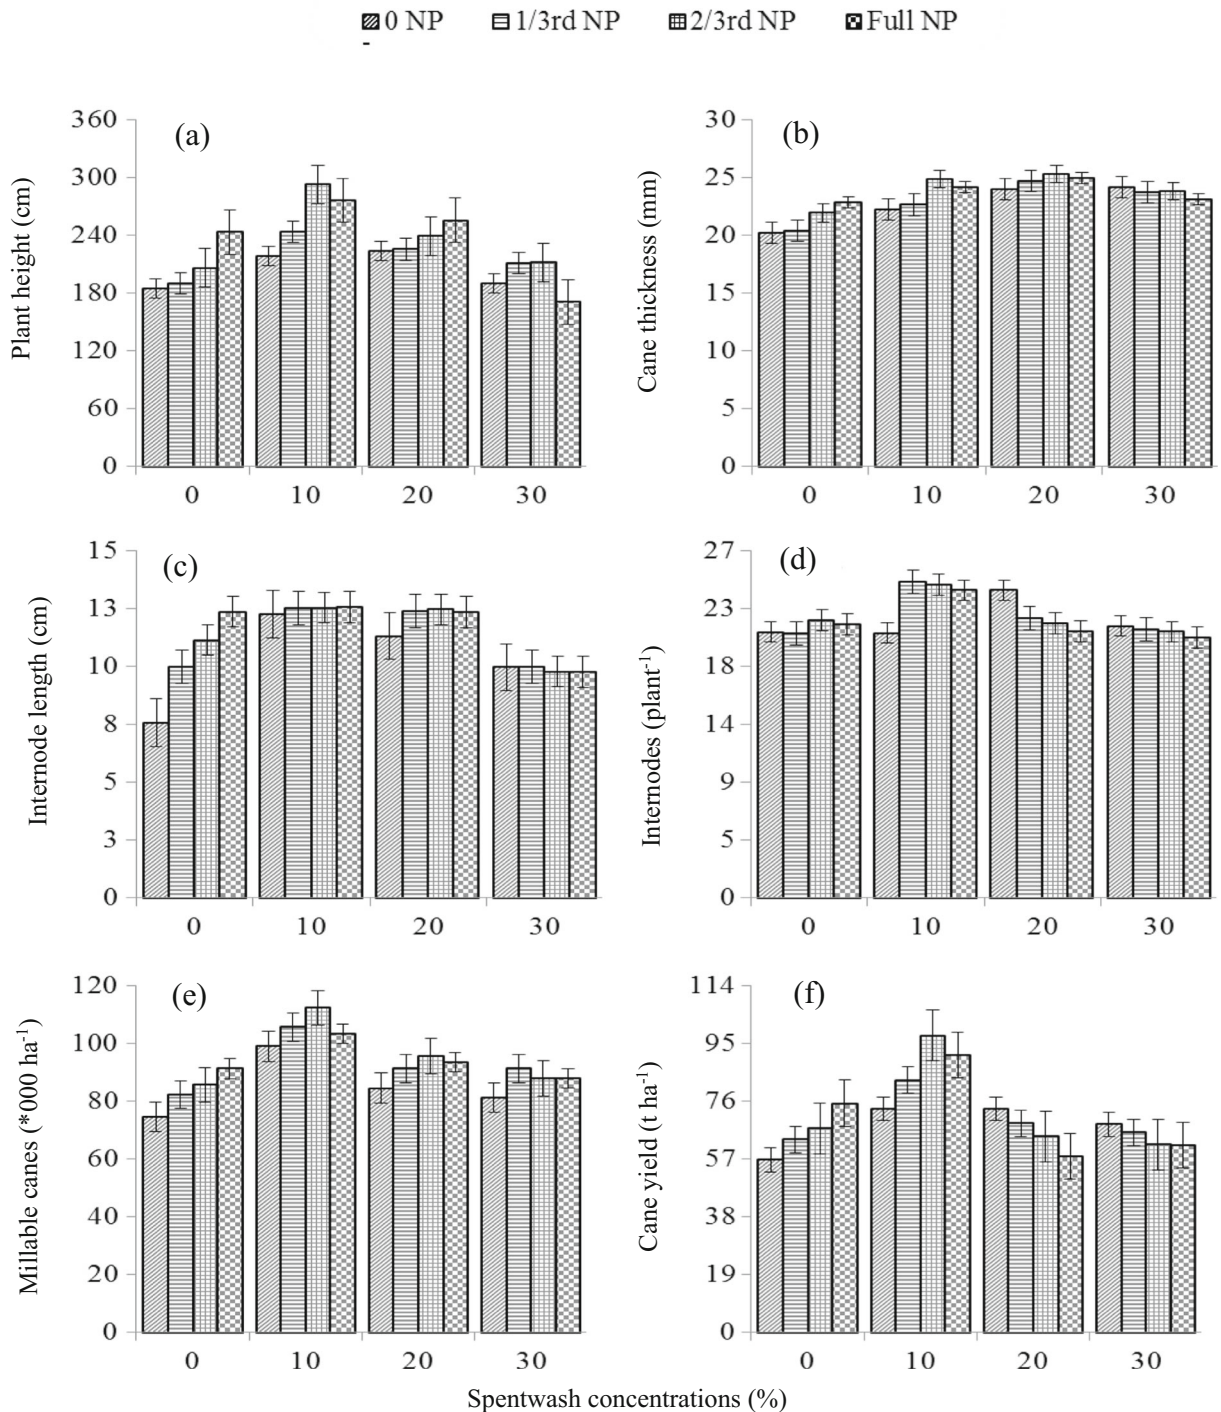 0 NP 1/3rd NP 2/3rd NP Full NP
-
(a)
Plant height (cm)
360
300
240
180
120
60
0
0 10 20 30
(b)
Cane thickness (mm)
30
25
20
15
10
5
0
0 10 20 30
(c)
Internode length (cm)
15
13
10
8
5
3
0
0 10 20 30
(d)
Internodes (plant⁻¹)
27
23
18
14
9
5
0
0 10 20 30
(e)
Millable canes (*000 ha⁻¹)
120
100
80
60
40
20
0
0 10 20 30
(f)
Cane yield (t ha⁻¹)
114
95
76
57
38
19
0
0 10 20 30
Spentwash concentrations (%)